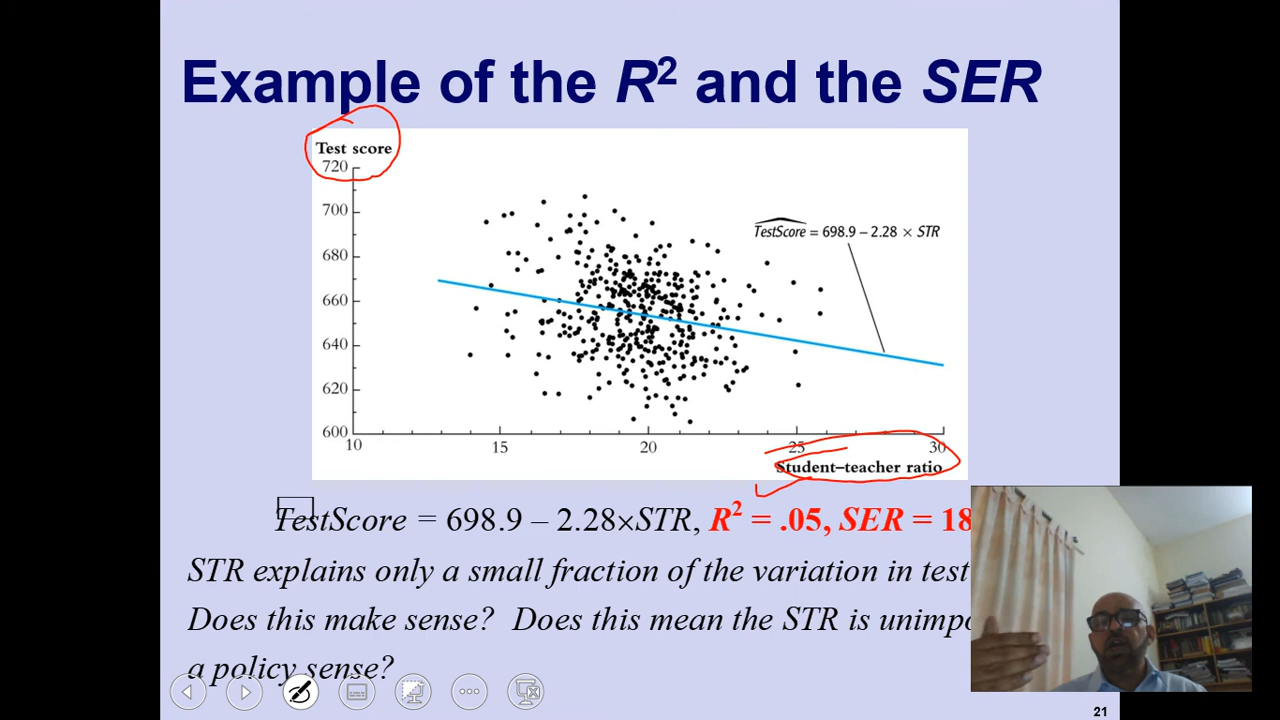 Example of the R² and the SER
Test score
720
700
680
660
640
620
600
TestScore = 698.9 – 2.28 × STR
10
15
20
25
30
Student–teacher ratio
TestScore = 698.9 – 2.28×STR, R² = .05, SER = 18
STR explains only a small fraction of the variation in test
Does this make sense? Does this mean the STR is
a policy sense?
21